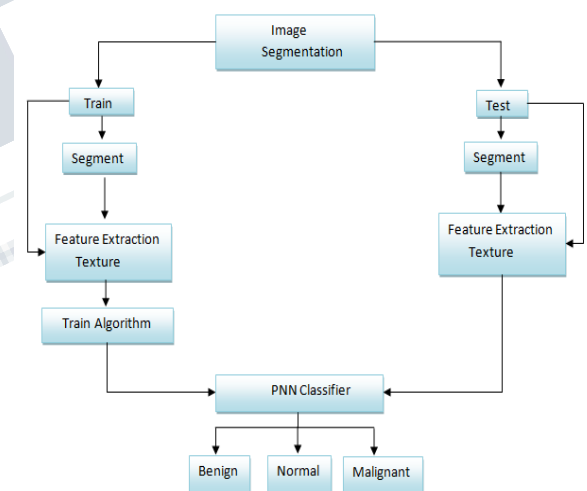 Image
Segmentation
Train
Test
Segment
Segment
Feature Extraction
Texture
Feature Extraction
Texture
Train Algorithm
PNN Classifier
Benign
Normal
Malignant